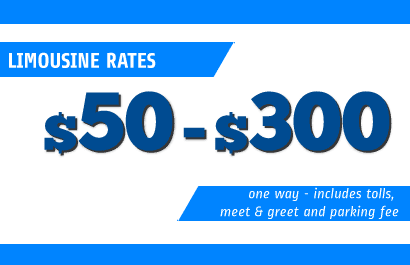 LIMOUSINE RATES
$50 - $300
one way - includes tolls,
meet & greet and parking fee